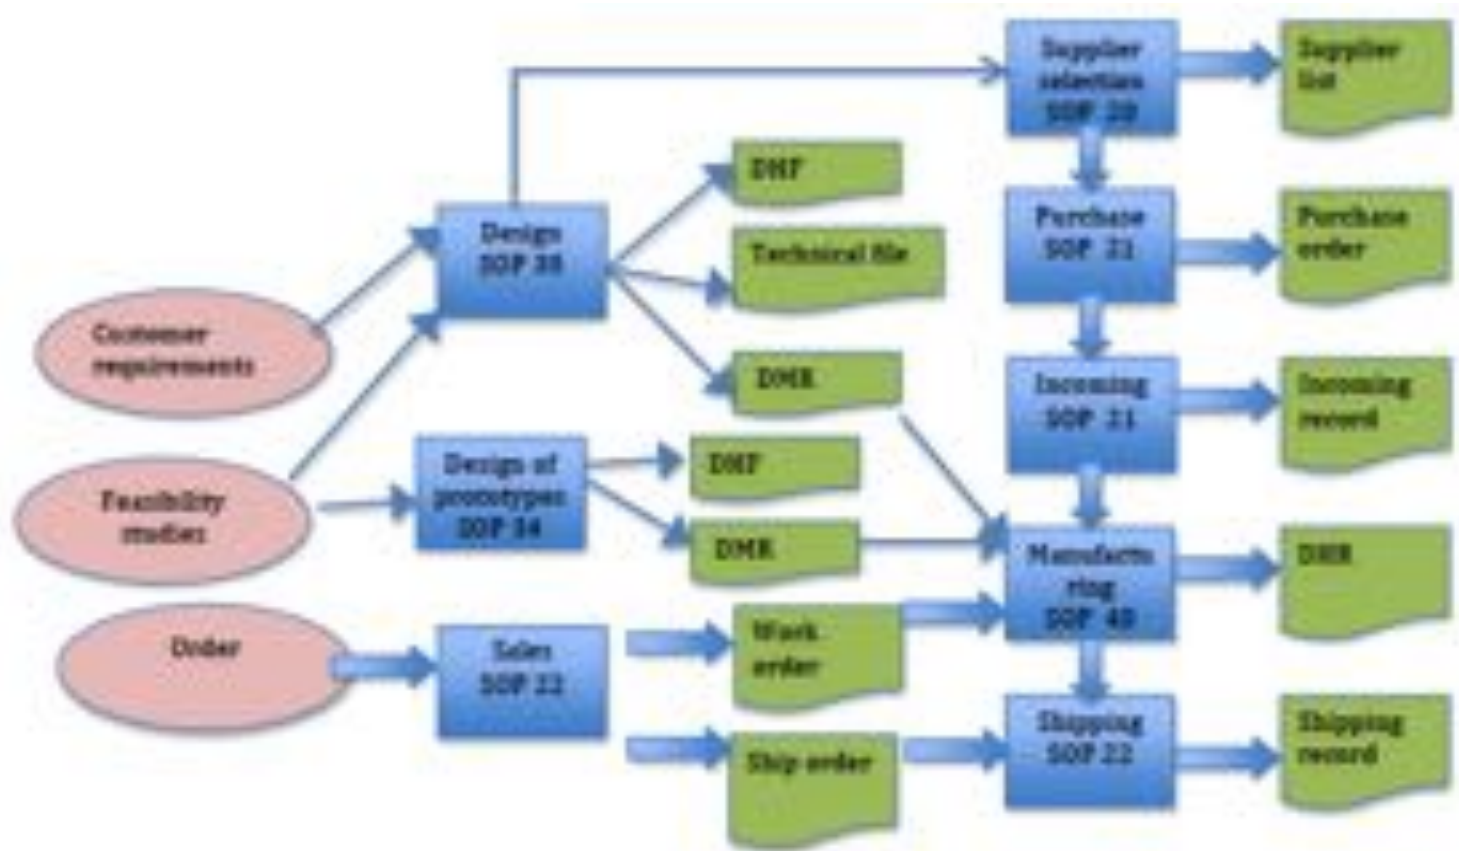 Supplier
selection
SOP 20
Supplier
list
DHF
Design
SOP
Purchase
SOP 21
Purchase
order
Technical file
Customer
requirements
DMR
Incoming
SOP 21
Incoming
record
Feasibility
studies
Design of
prototypes
SOP 34
DHF
DMR
Manufactu
ring
SOP 40
DHR
Order
Sales
SOP 22
Work
order
Shipping
SOP 22
Shipping
record
Ship order